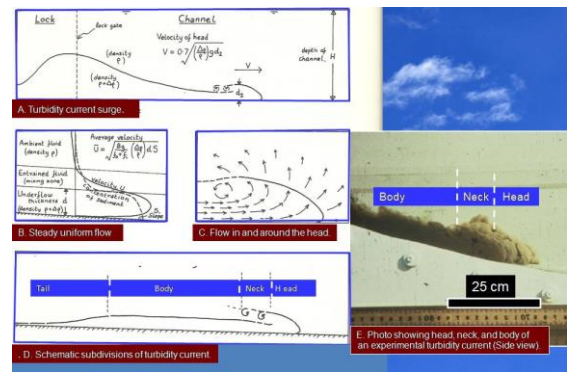 Lock
Channel
lock gate
Velocity of head
V = 0·7√(Δρ/ρ)gd₂
(density ρ)
(density ρ+Δρ)
V
d₂
depth of channel
H
A. Turbidity current surge.
Ambient fluid
(density ρ)
Average velocity
Entrained fluid
(mixing zone)
velocity u
concentration of sediment
Underflow
thickness d
(density ρ+Δρ)
Slope
S
B. Steady uniform flow
C. Flow in and around the head.
Body
Neck
Head
25 cm
E. Photo showing head, neck, and body of
an experimental turbidity current (Side view).
Tail
Body
Neck
Head
. D. Schematic subdivisions of turbidity current.